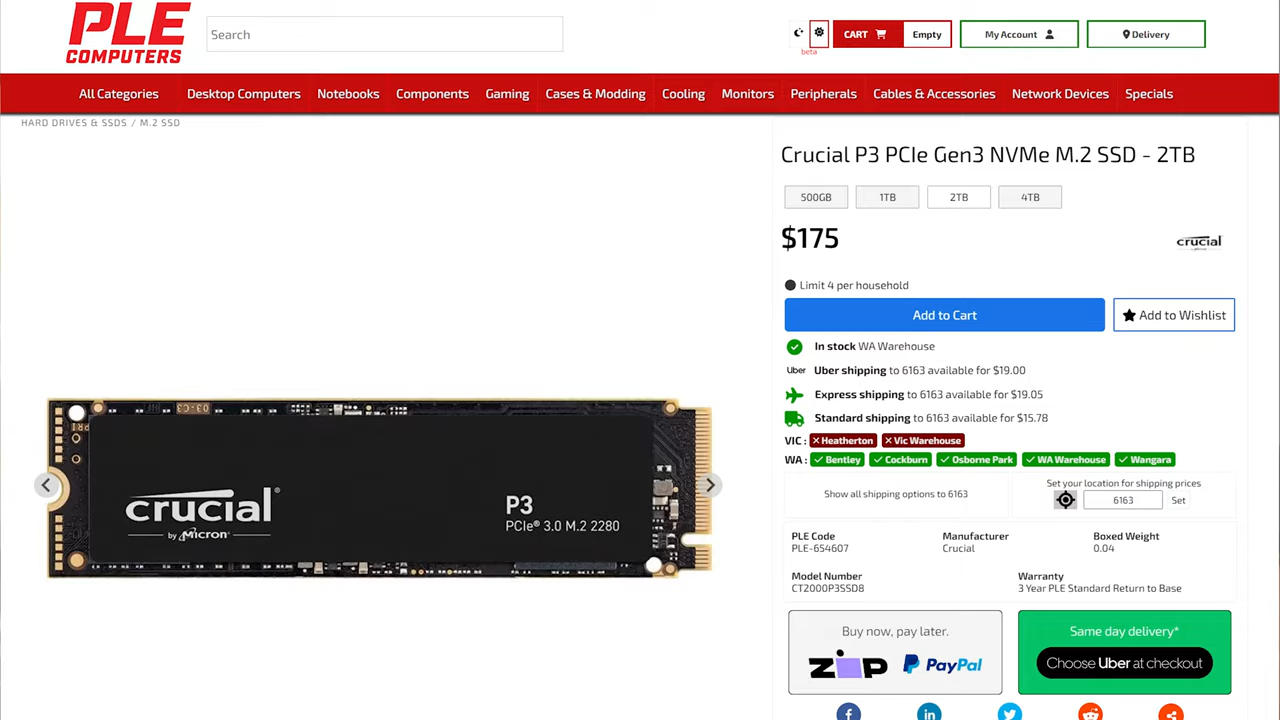 PLE
COMPUTERS
Search
beta
CART
Empty
My Account
Delivery
All Categories
Desktop Computers
Notebooks
Components
Gaming
Cases & Modding
Cooling
Monitors
Peripherals
Cables & Accessories
Network Devices
Specials
HARD DRIVES & SSDS / M.2 SSD
Crucial P3 PCIe Gen3 NVMe M.2 SSD - 2TB
500GB
1TB
2TB
4TB
$175
crucial
Limit 4 per household
Add to Cart
Add to Wishlist
In stock WA Warehouse
Uber
Uber shipping to 6163 available for $19.00
Express shipping to 6163 available for $19.05
Standard shipping to 6163 available for $15.78
VIC : Heatherton Vic Warehouse
WA : Bentley Cockburn Osborne Park WA Warehouse Wangara
Show all shipping options to 6163
Set your location for shipping prices
6163
Set
PLE Code
PLE-654607
Manufacturer
Crucial
Boxed Weight
0.04
Model Number
CT2000P3SSD8
Warranty
3 Year PLE Standard Return to Base
Buy now, pay later.
zip
PayPal
Same day delivery*
Choose Uber at checkout
03-C3
crucial®
by Micron®
P3
PCIe® 3.0 M.2 2280